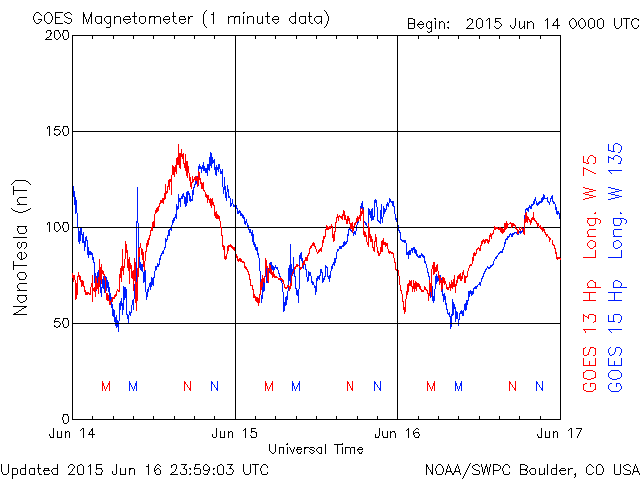 GOES Magnetometer (1 minute data)
Begin: 2015 Jun 14 0000 UTC
200
150
100
50
0
NanoTesla (nT)
M M N N M M N N M M N N
Jun 14 Jun 15 Jun 16 Jun 17
Universal Time
GOES 13 Hp Long. W 75
GOES 15 Hp Long. W 135
Updated 2015 Jun 16 23:59:03 UTC
NOAA/SWPC Boulder, CO USA